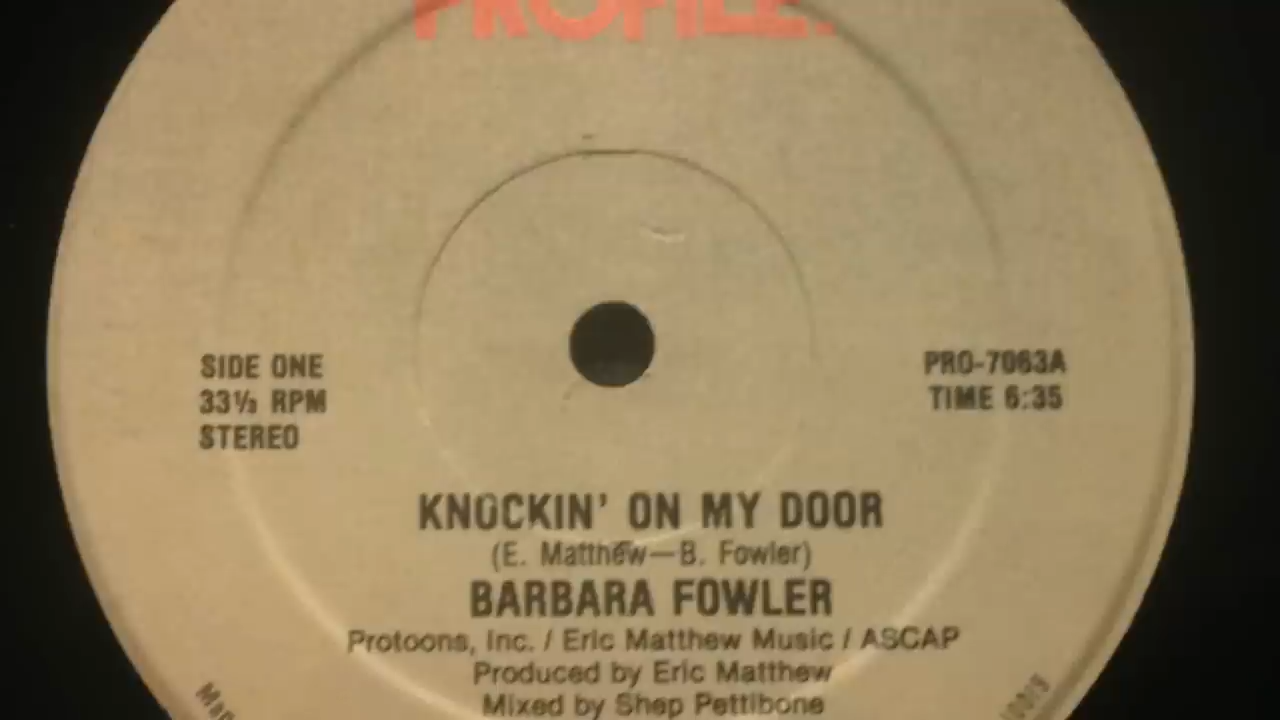 PROFILE
SIDE ONE
33⅓ RPM
STEREO
PRO-7063A
TIME 6:35
KNOCKIN' ON MY DOOR
(E. Matthew—B. Fowler)
BARBARA FOWLER
Protoons, Inc. / Eric Matthew Music / ASCAP
Produced by Eric Matthew
Mixed by Shep Pettibone